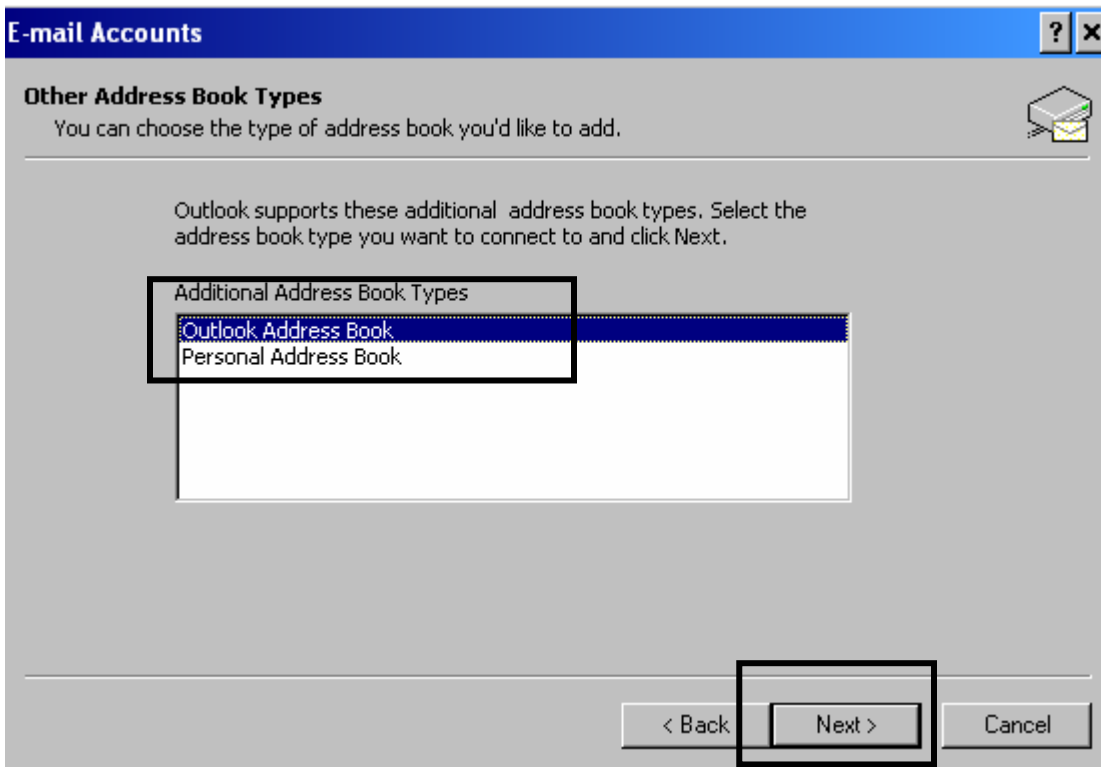 E-mail Accounts
Other Address Book Types
You can choose the type of address book you'd like to add.
Outlook supports these additional  address book types. Select the
address book type you want to connect to and click Next.
Additional Address Book Types
Outlook Address Book
Personal Address Book
< Back
Next >
Cancel